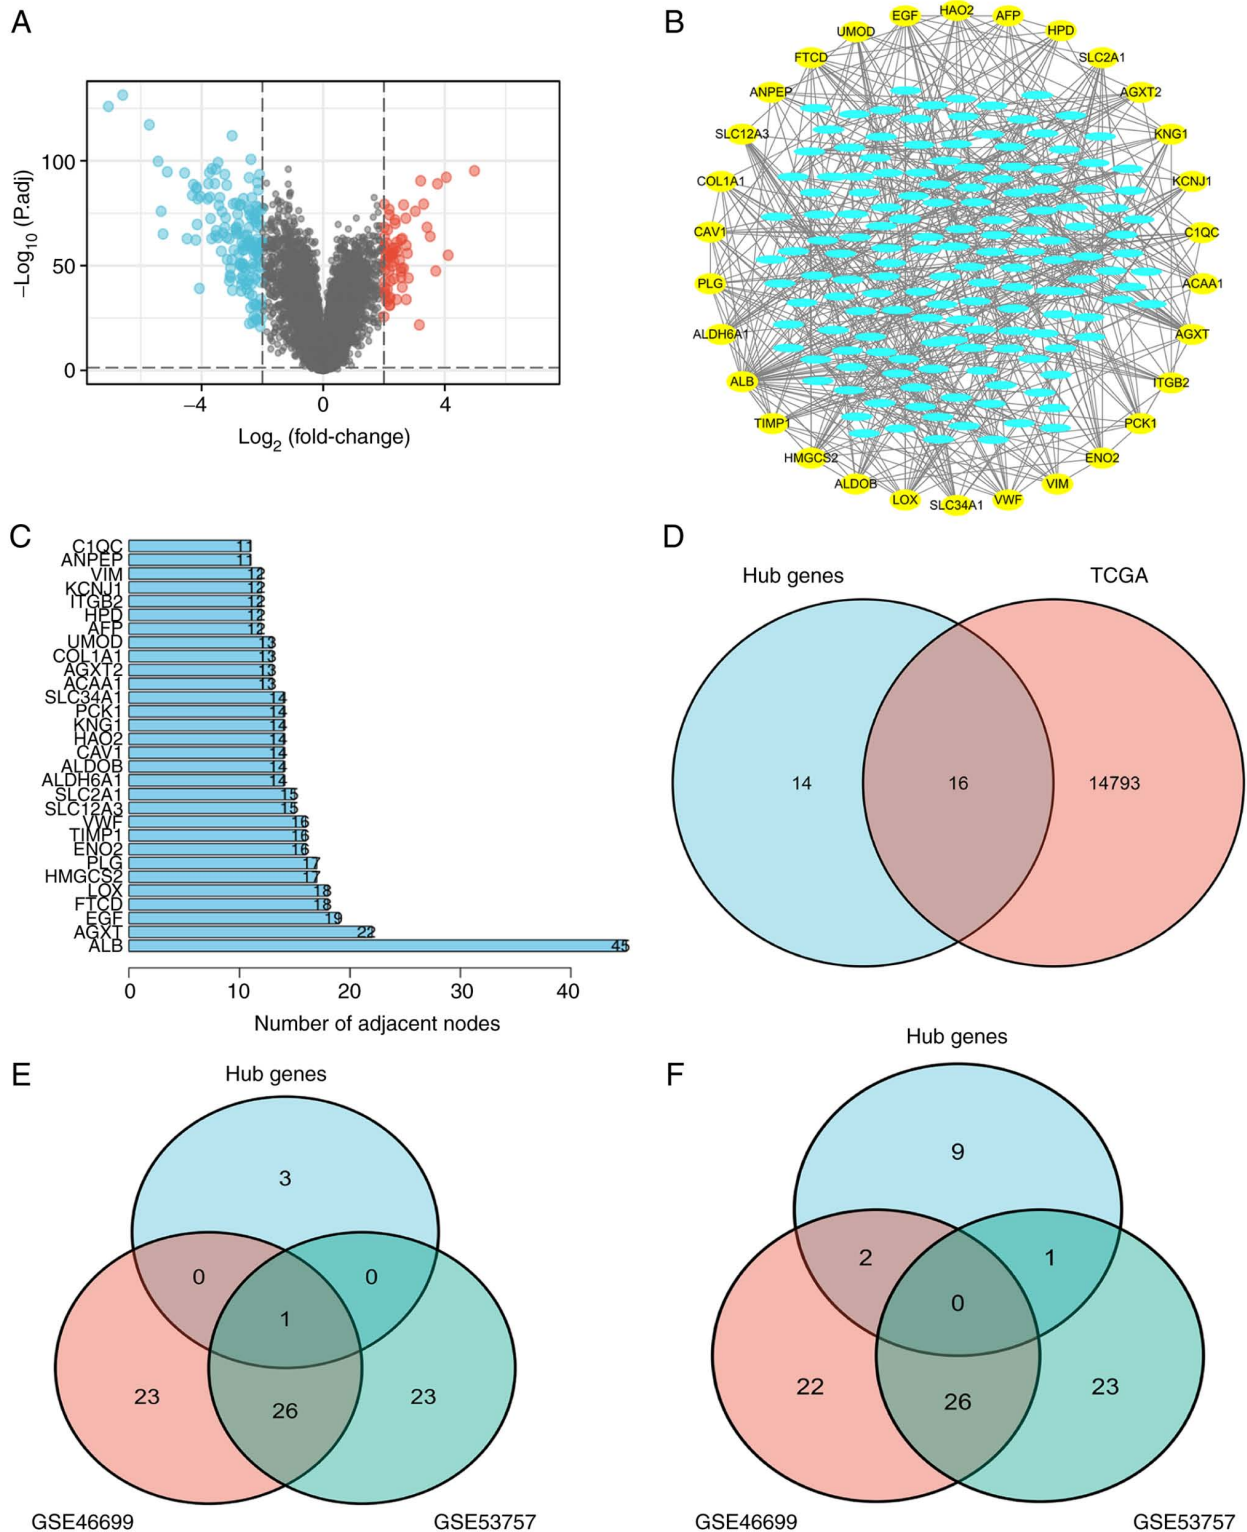 A
−Log10 (P.adj)
100
50
0
−4
0
4
Log2 (fold-change)
B
EGF
HAO2
AFP
UMOD
HPD
FTCD
SLC2A1
ANPEP
AGXT2
SLC12A3
KNG1
COL1A1
KCNJ1
CAV1
C1QC
PLG
ACAA1
ALDH6A1
AGXT
ALB
ITGB2
TIMP1
PCK1
HMGCS2
ENO2
ALDOB
VIM
LOX
SLC34A1
VWF
C
C1QC 11
ANPEP 11
VIM 12
KCNJ1 12
ITGB2 12
HPD 12
AFP 12
UMOD 13
COL1A1 13
AGXT2 13
ACAA1 13
SLC34A1 14
PCK1 14
KNG1 14
HAO2 14
CAV1 14
ALDOB 14
ALDH6A1 14
SLC2A1 15
SLC12A3 15
VWF 16
TIMP1 16
ENO2 16
PLG 17
HMGCS2 17
LOX 18
FTCD 18
EGF 19
AGXT 22
ALB 45
0 10 20 30 40
Number of adjacent nodes
D
Hub genes
TCGA
14
16
14793
E
Hub genes
3
0
0
1
23
26
23
GSE46699
GSE53757
F
Hub genes
9
2
1
0
22
26
23
GSE46699
GSE53757